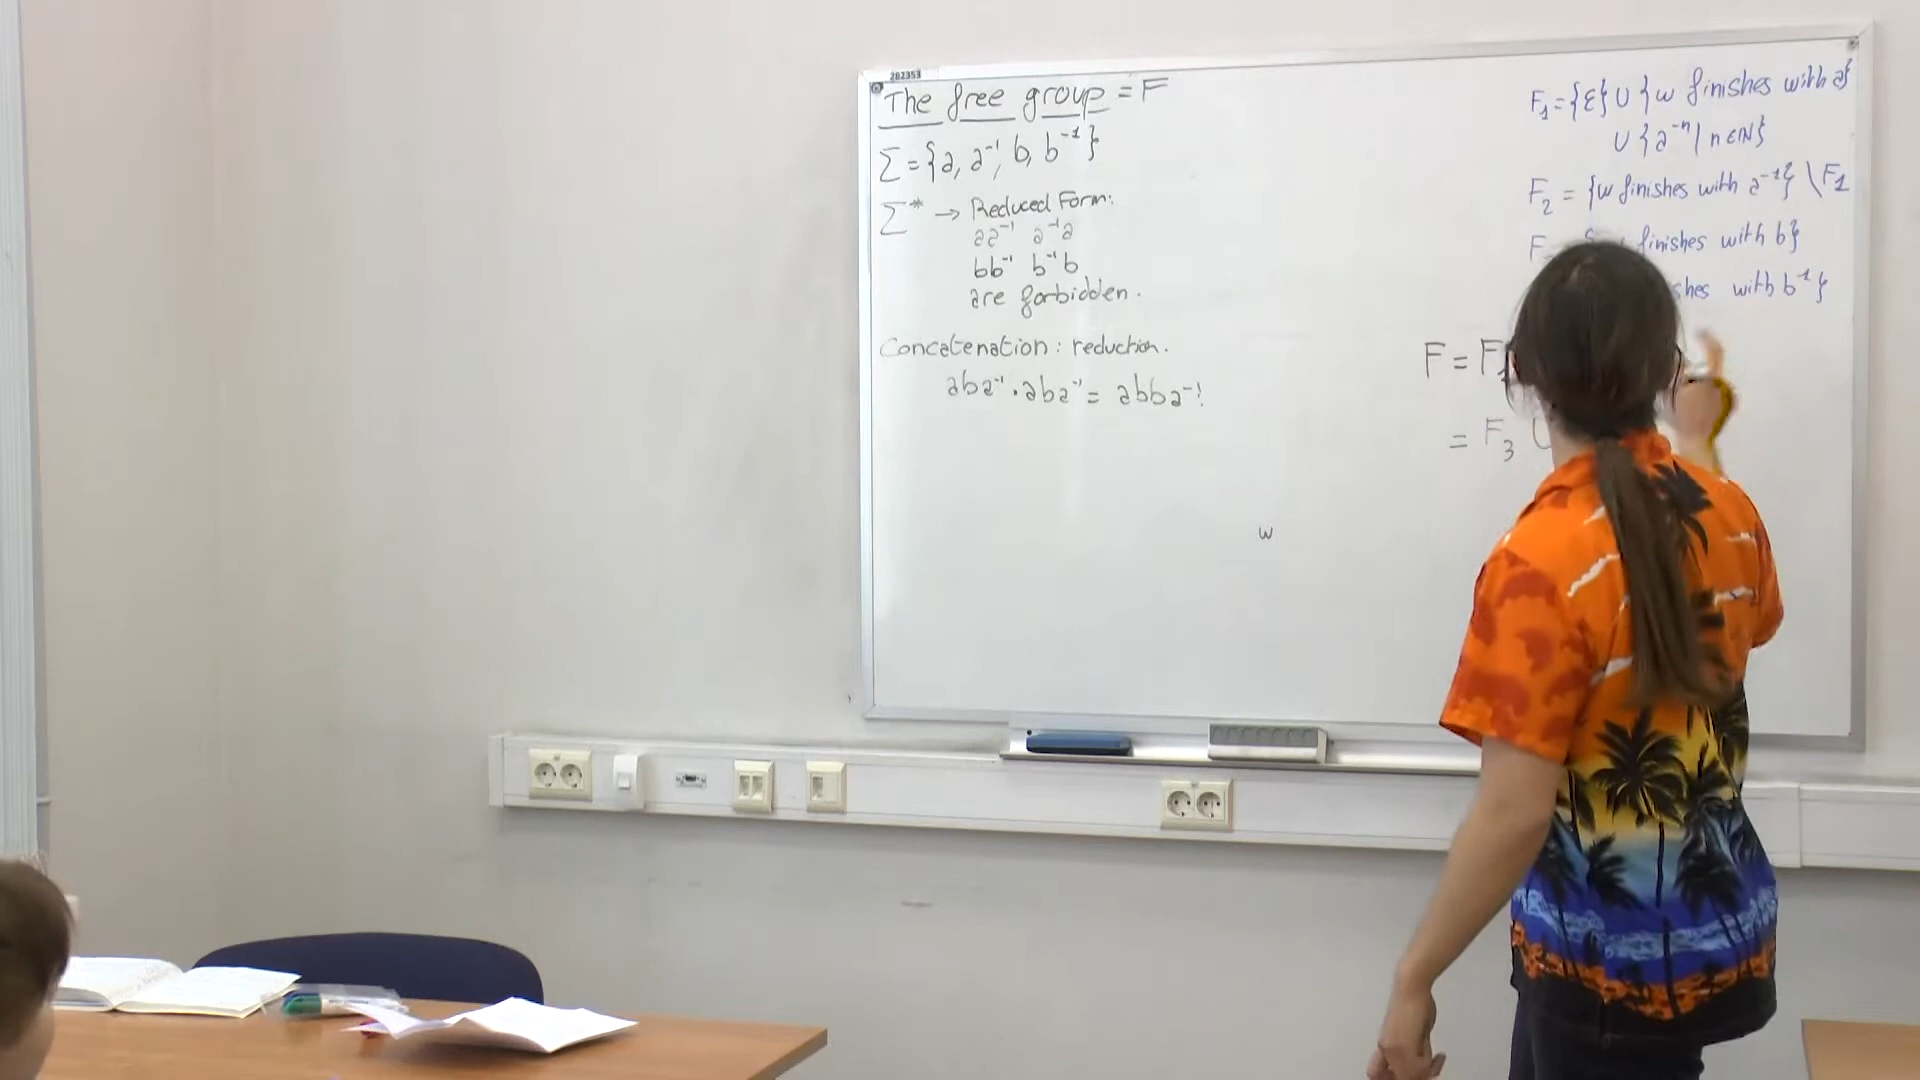 282353
The free group = F
Σ = {a, a⁻¹, b, b⁻¹}
Σ* → Reduced Form:
aa⁻¹ a⁻¹a
bb⁻¹ b⁻¹b
are forbidden.
Concatenation: reduction.
aba⁻¹ · aba⁻¹ = abba⁻¹!
w
F₁ = {ε} ∪ {w finishes with a}
∪ {a⁻ⁿ | n ∈ ℕ}
F₂ = {w finishes with a⁻¹} \ F₁
F finishes with b}
with b⁻¹}
F = F₁
= F₃ ∪